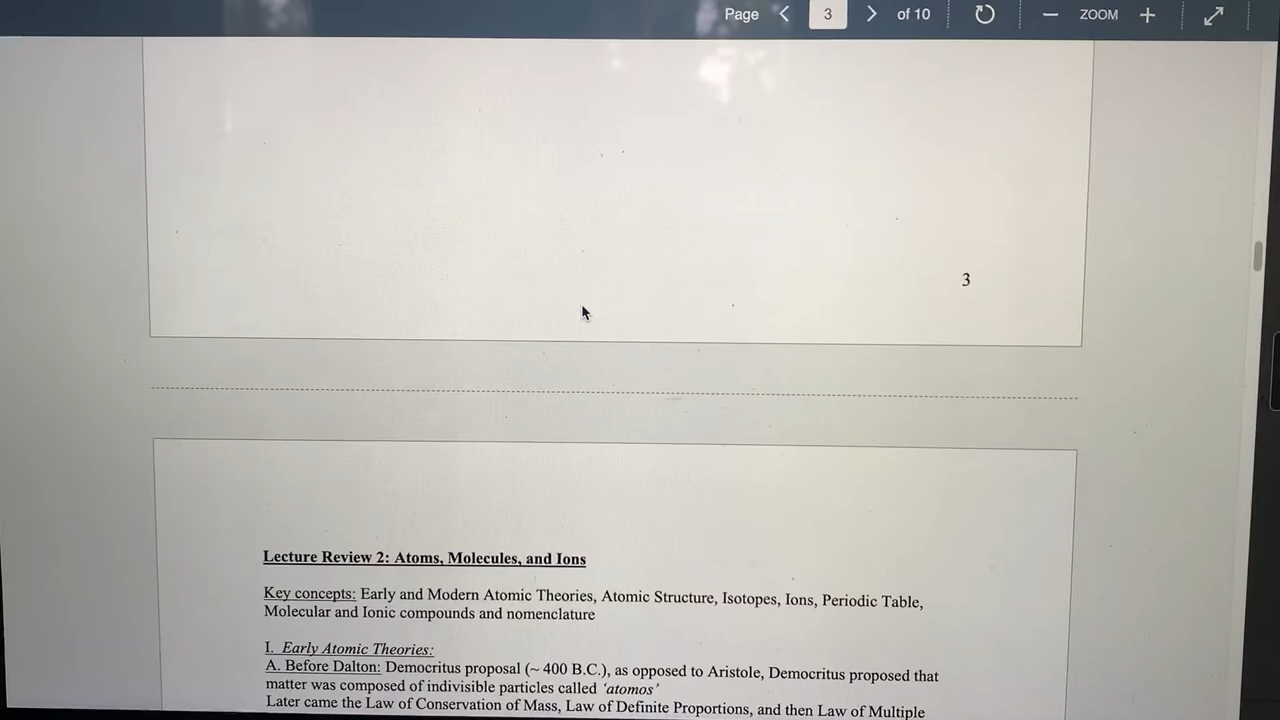 Page 3 of 10 ZOOM
3
Lecture Review 2: Atoms, Molecules, and Ions
Key concepts: Early and Modern Atomic Theories, Atomic Structure, Isotopes, Ions, Periodic Table,
Molecular and Ionic compounds and nomenclature
I. Early Atomic Theories:
A. Before Dalton: Democritus proposal (~ 400 B.C.), as opposed to Aristole, Democritus proposed that
matter was composed of indivisible particles called 'atomos'
Later came the Law of Conservation of Mass, Law of Definite Proportions, and then Law of Multiple